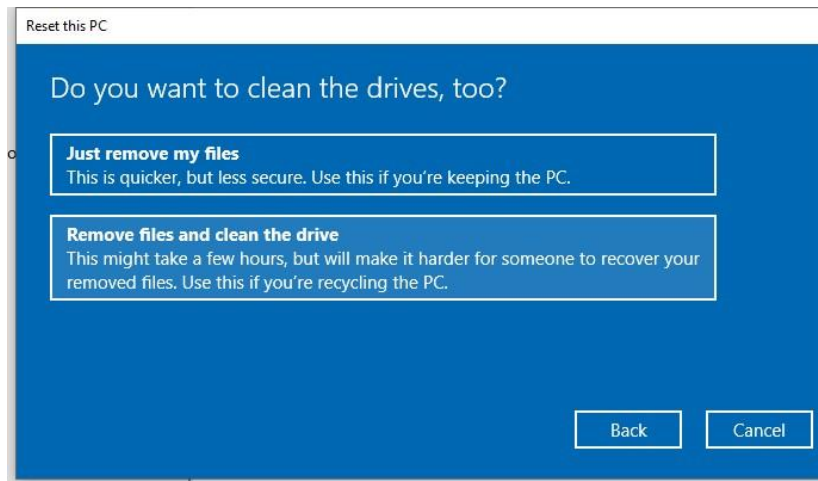 Reset this PC
Do you want to clean the drives, too?
Just remove my files
This is quicker, but less secure. Use this if you're keeping the PC.
Remove files and clean the drive
This might take a few hours, but will make it harder for someone to recover your
removed files. Use this if you're recycling the PC.
Back
Cancel